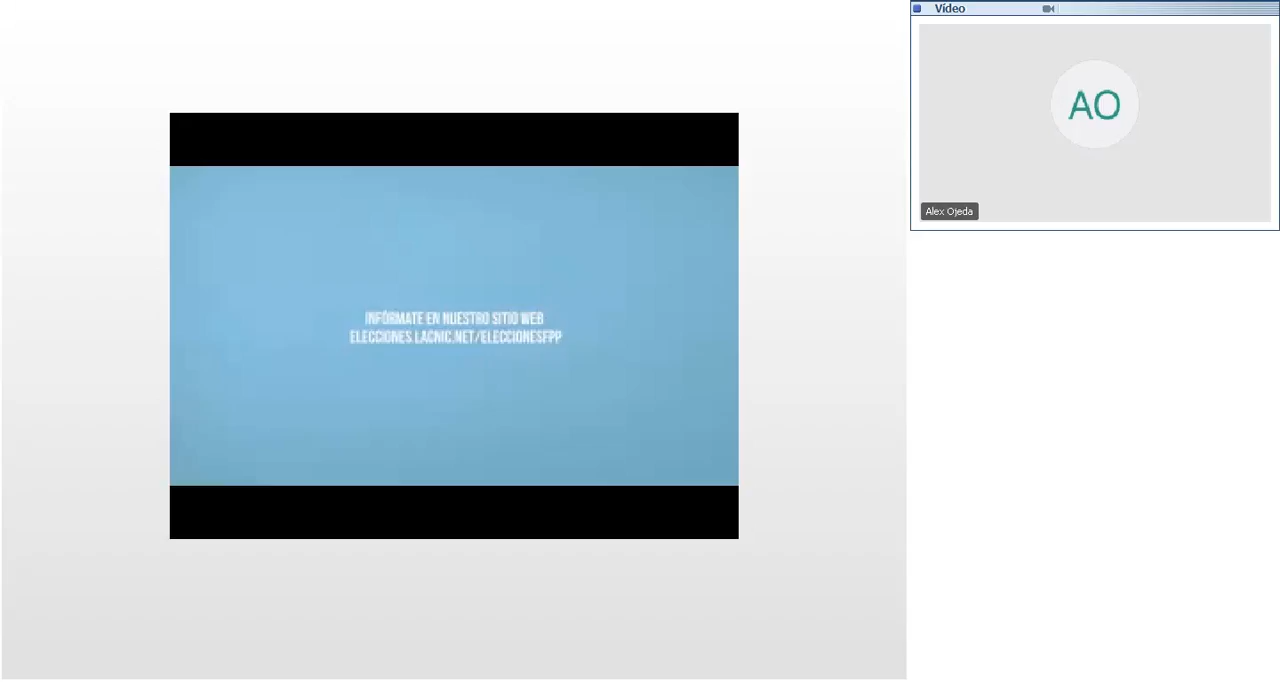 Vídeo
AO
Alex Ojeda
INFÓRMATE EN NUESTRO SITIO WEB
ELECCIONES.LACNIC.NET/ELECCIONESFPP